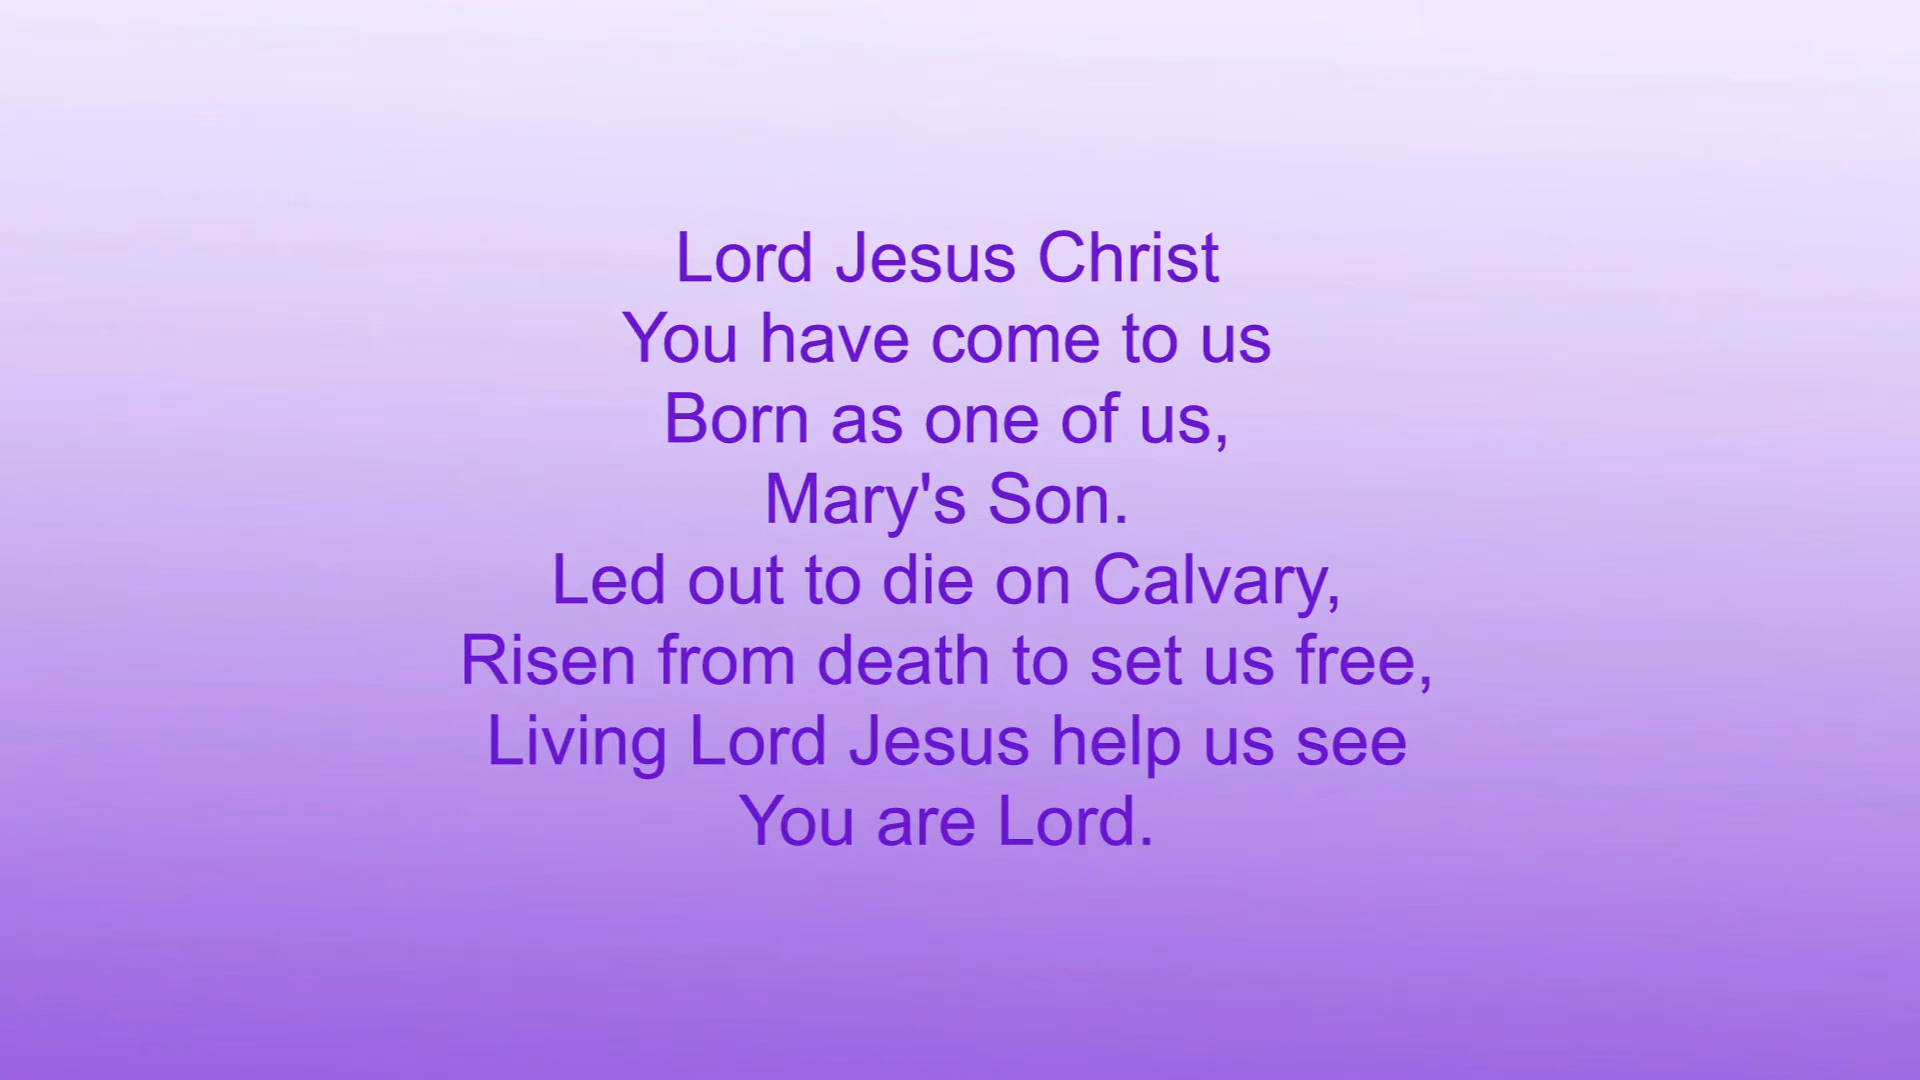 Lord Jesus Christ
You have come to us
Born as one of us,
Mary's Son.
Led out to die on Calvary,
Risen from death to set us free,
Living Lord Jesus help us see
You are Lord.